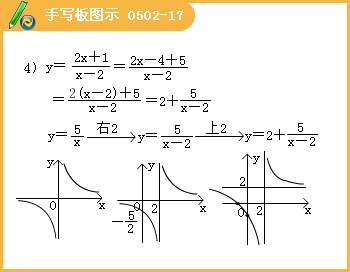 手写板图示 0502-17
4) y= (2x+1)/(x-2) = (2x-4+5)/(x-2)
= (2(x-2)+5)/(x-2) = 2+ 5/(x-2)
y= 5/x 右2→ y= 5/(x-2) 上2→ y=2+ 5/(x-2)
y y y
2
0 x -5/2 0 2 x 0 2 x